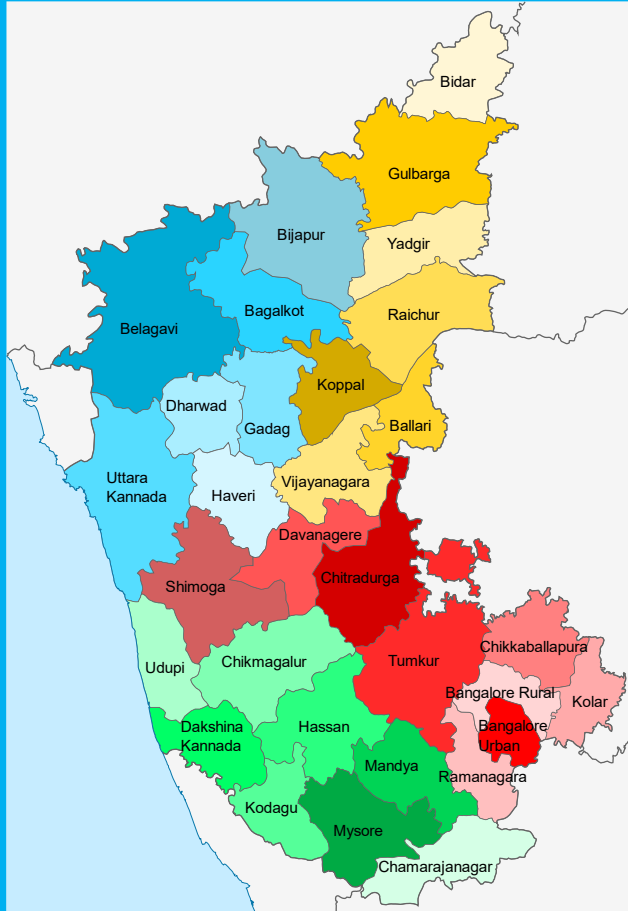 Bidar
Gulbarga
Bijapur
Yadgir
Bagalkot
Raichur
Belagavi
Koppal
Dharwad
Gadag
Ballari
Uttara
Kannada
Haveri
Vijayanagara
Davanagere
Chitradurga
Shimoga
Chikkaballapura
Udupi
Chikmagalur
Tumkur
Bangalore Rural
Kolar
Dakshina
Kannada
Hassan
Bangalore
Urban
Mandya
Ramanagara
Kodagu
Mysore
Chamarajanagar